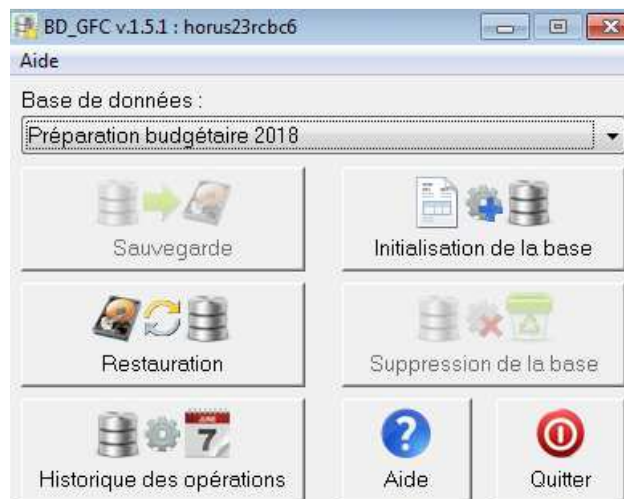 BD_GFC v.1.5.1 : horus23rcbc6
Aide
Base de données :
Préparation budgétaire 2018
Sauvegarde
Initialisation de la base
Restauration
Suppression de la base
7
Historique des opérations
?
Aide
Quitter